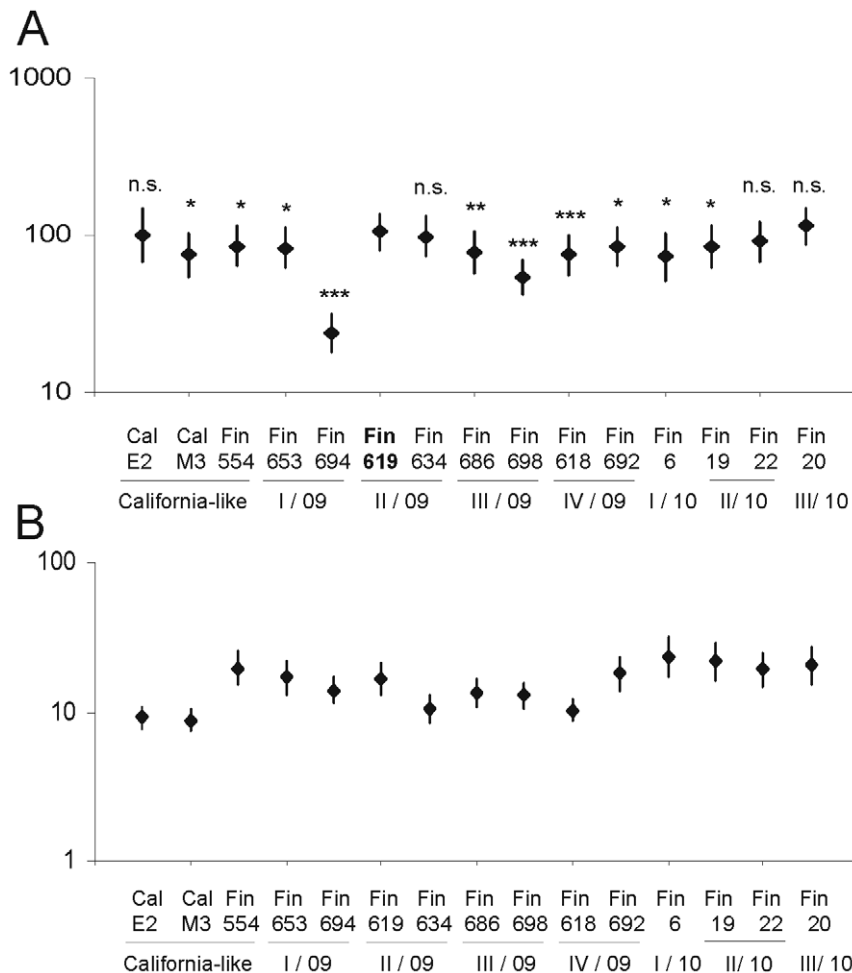 A
1000
n.s. * * * *** n.s. ** *** *** * * * n.s. n.s.
100
10
Cal Cal Fin Fin Fin Fin Fin Fin Fin Fin Fin Fin Fin Fin Fin
E2 M3 554 653 694 619 634 686 698 618 692 6 19 22 20
California-like I / 09 II / 09 III / 09 IV / 09 I / 10 II/ 10 III/ 10
B
100
10
1
Cal Cal Fin Fin Fin Fin Fin Fin Fin Fin Fin Fin Fin Fin Fin
E2 M3 554 653 694 619 634 686 698 618 692 6 19 22 20
California-like I / 09 II / 09 III / 09 IV / 09 I / 10 II/ 10 III/ 10